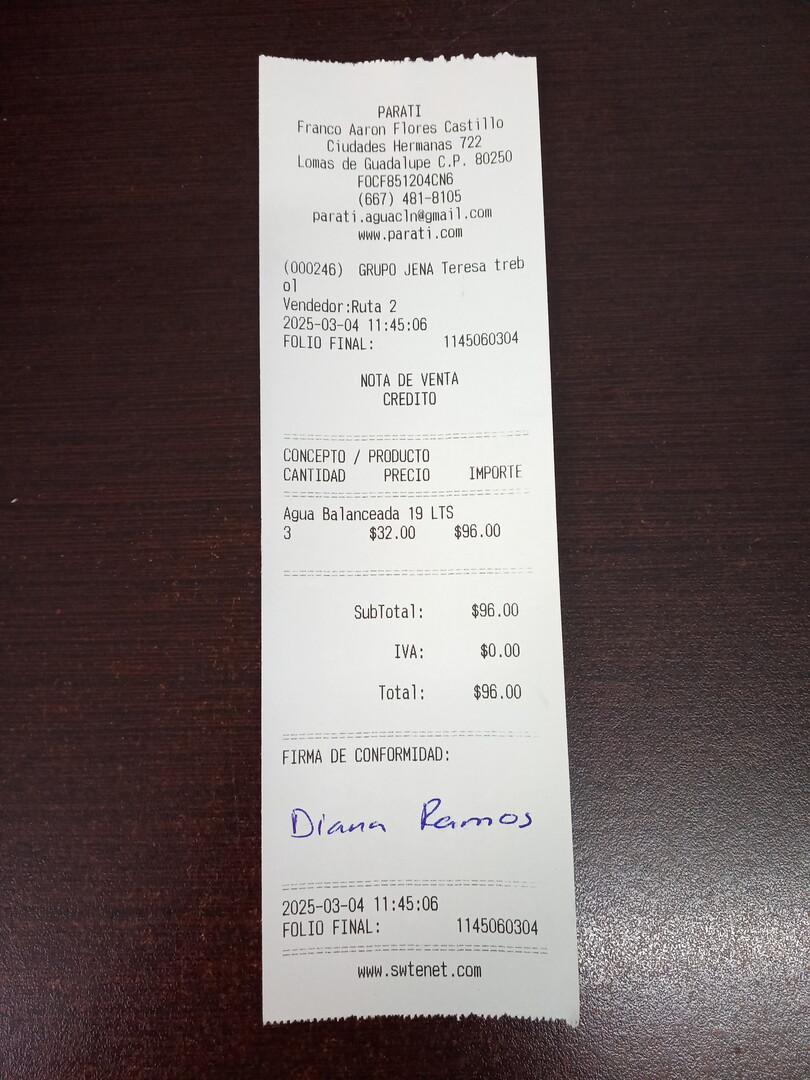 PARATI
Franco Aaron Flores Castillo
Ciudades Hermanas 722
Lomas de Guadalupe C.P. 80250
FOCF851204CN6
(667) 481-8105
parati.aguacln@gmail.com
www.parati.com
(000246) GRUPO JENA Teresa treb
ol
Vendedor:Ruta 2
2025-03-04 11:45:06
FOLIO FINAL: 1145060304
NOTA DE VENTA
CREDITO
================================
CONCEPTO / PRODUCTO
CANTIDAD PRECIO IMPORTE
================================
Agua Balanceada 19 LTS
3 $32.00 $96.00
================================
SubTotal: $96.00
IVA: $0.00
Total: $96.00
================================
FIRMA DE CONFORMIDAD:
Diana Ramos
================================
2025-03-04 11:45:06
FOLIO FINAL: 1145060304
================================
www.swtenet.com